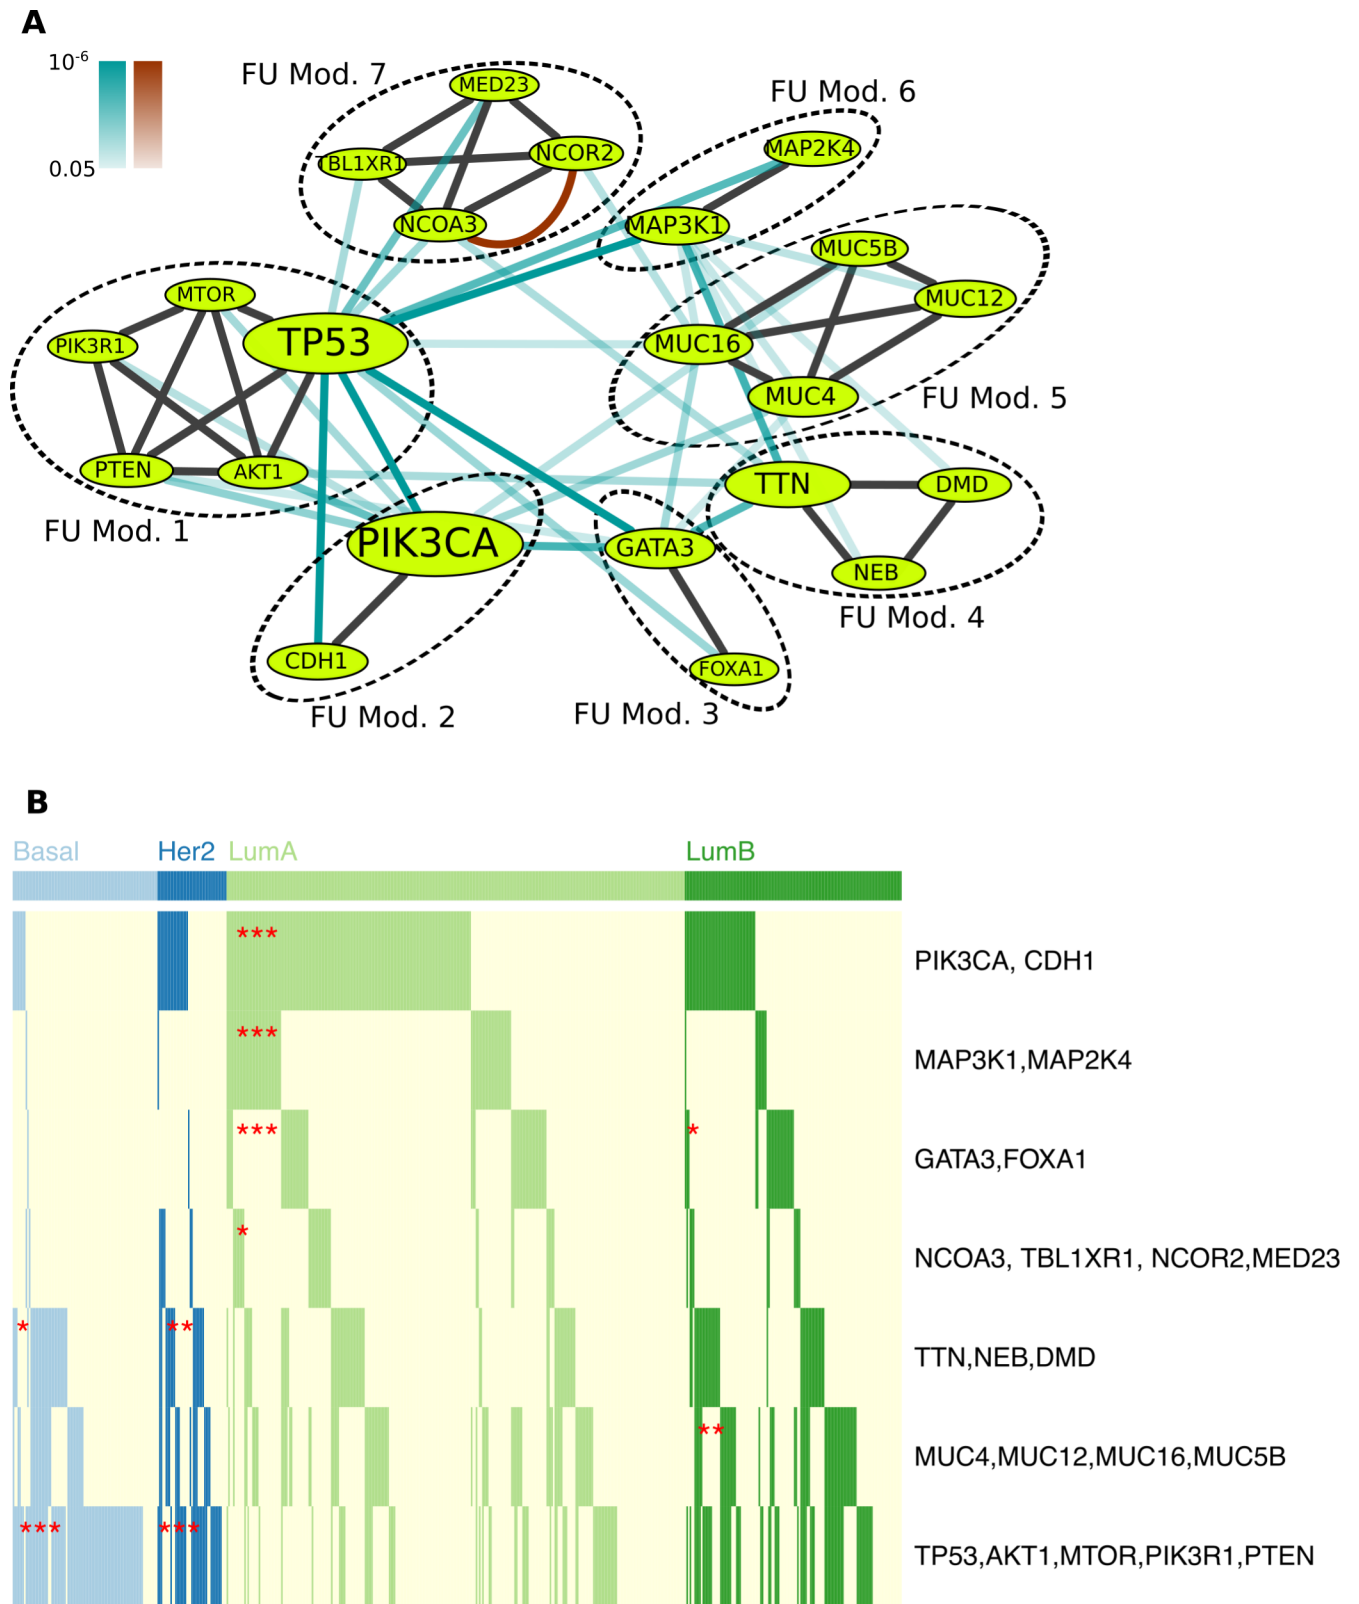 A
10-6
0.05
FU Mod. 7
MED23
TBL1XR1
NCOR2
NCOA3
FU Mod. 6
MAP2K4
MAP3K1
MUC5B
MUC12
MUC16
MUC4
FU Mod. 5
MTOR
PIK3R1
TP53
PTEN
AKT1
FU Mod. 1
PIK3CA
CDH1
FU Mod. 2
GATA3
FOXA1
FU Mod. 3
TTN
DMD
NEB
FU Mod. 4
B
Basal Her2 LumA LumB
*** PIK3CA, CDH1
*** MAP3K1,MAP2K4
*** * GATA3,FOXA1
* NCOA3, TBL1XR1, NCOR2,MED23
* ** TTN,NEB,DMD
** MUC4,MUC12,MUC16,MUC5B
*** *** TP53,AKT1,MTOR,PIK3R1,PTEN